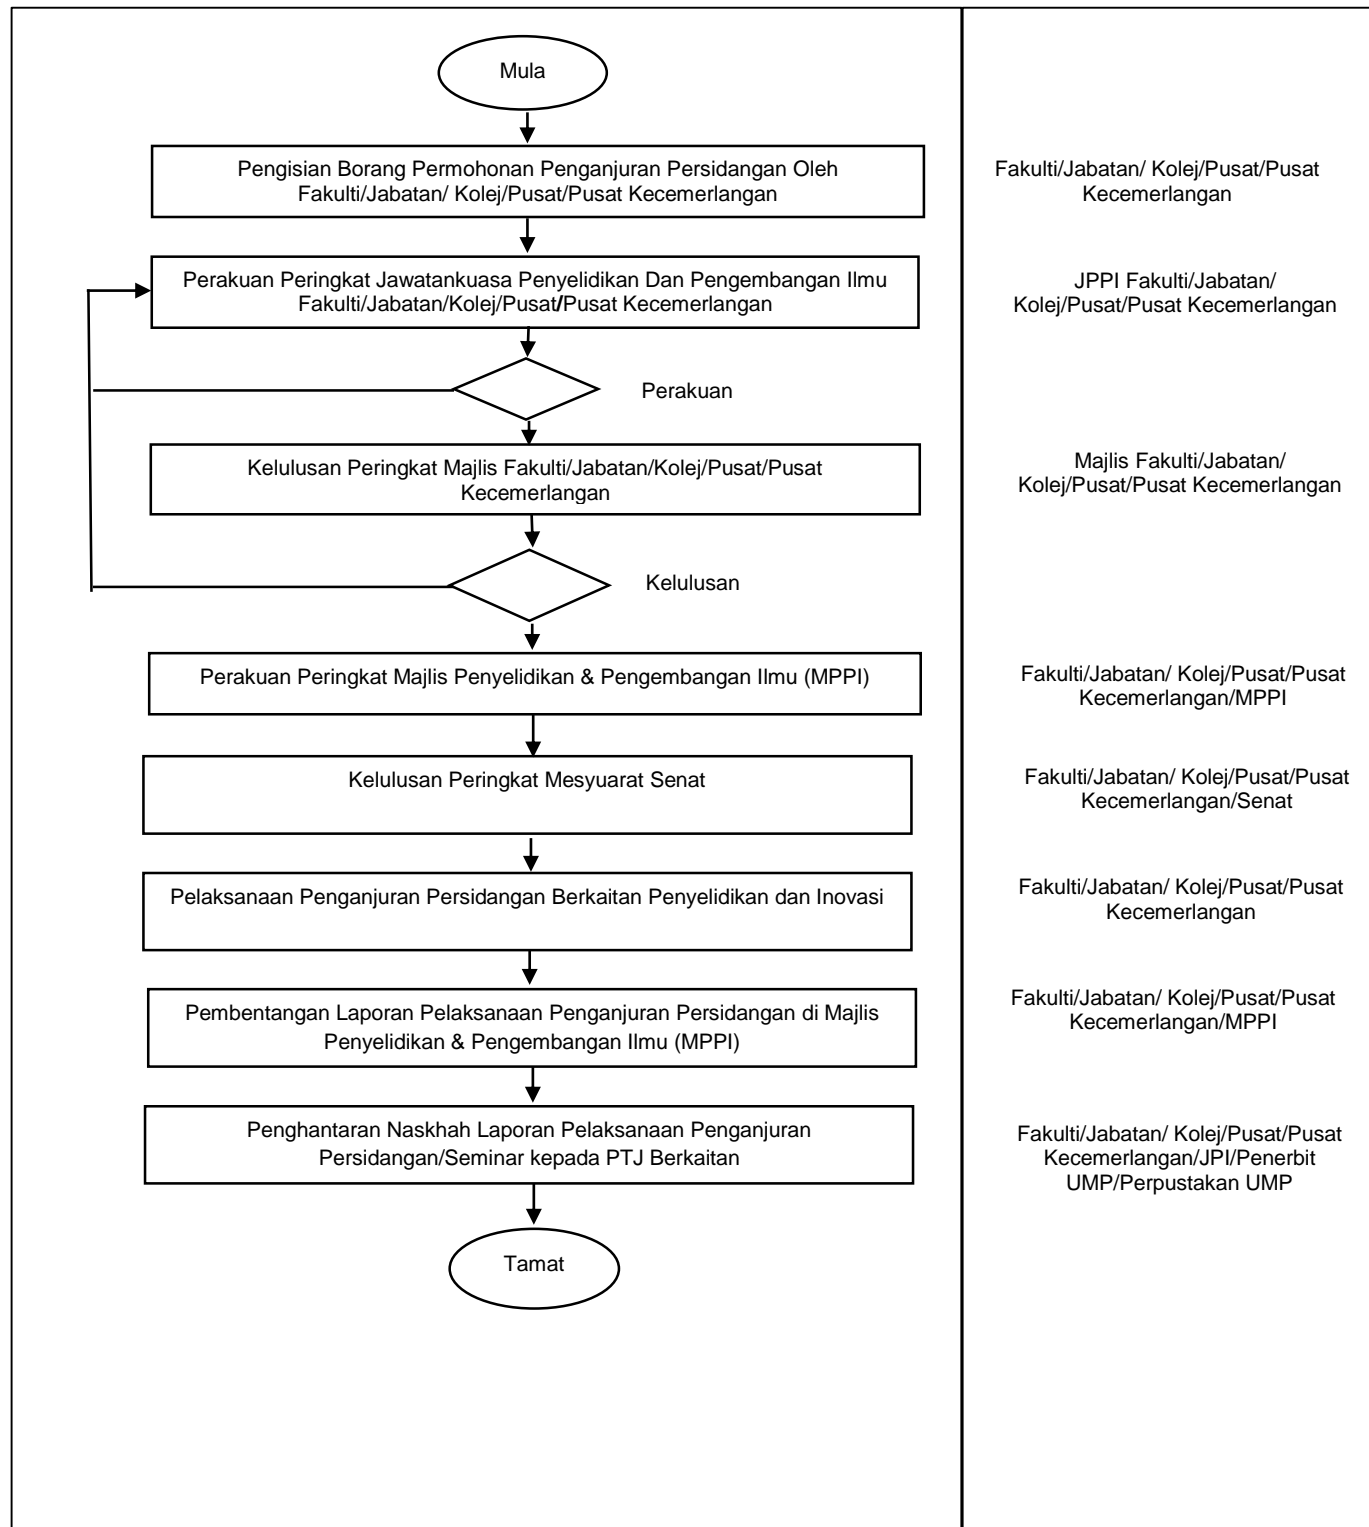 Mula
Pengisian Borang Permohonan Penganjuran Persidangan Oleh
Fakulti/Jabatan/ Kolej/Pusat/Pusat Kecemerlangan
Fakulti/Jabatan/ Kolej/Pusat/Pusat
Kecemerlangan
Perakuan Peringkat Jawatankuasa Penyelidikan Dan Pengembangan Ilmu
Fakulti/Jabatan/Kolej/Pusat/Pusat Kecemerlangan
JPPI Fakulti/Jabatan/
Kolej/Pusat/Pusat Kecemerlangan
Perakuan
Kelulusan Peringkat Majlis Fakulti/Jabatan/Kolej/Pusat/Pusat
Kecemerlangan
Majlis Fakulti/Jabatan/
Kolej/Pusat/Pusat Kecemerlangan
Kelulusan
Perakuan Peringkat Majlis Penyelidikan & Pengembangan Ilmu (MPPI)
Fakulti/Jabatan/ Kolej/Pusat/Pusat
Kecemerlangan/MPPI
Kelulusan Peringkat Mesyuarat Senat
Fakulti/Jabatan/ Kolej/Pusat/Pusat
Kecemerlangan/Senat
Pelaksanaan Penganjuran Persidangan Berkaitan Penyelidikan dan Inovasi
Fakulti/Jabatan/ Kolej/Pusat/Pusat
Kecemerlangan
Pembentangan Laporan Pelaksanaan Penganjuran Persidangan di Majlis
Penyelidikan & Pengembangan Ilmu (MPPI)
Fakulti/Jabatan/ Kolej/Pusat/Pusat
Kecemerlangan/MPPI
Penghantaran Naskhah Laporan Pelaksanaan Penganjuran
Persidangan/Seminar kepada PTJ Berkaitan
Fakulti/Jabatan/ Kolej/Pusat/Pusat
Kecemerlangan/JPI/Penerbit
UMP/Perpustakan UMP
Tamat